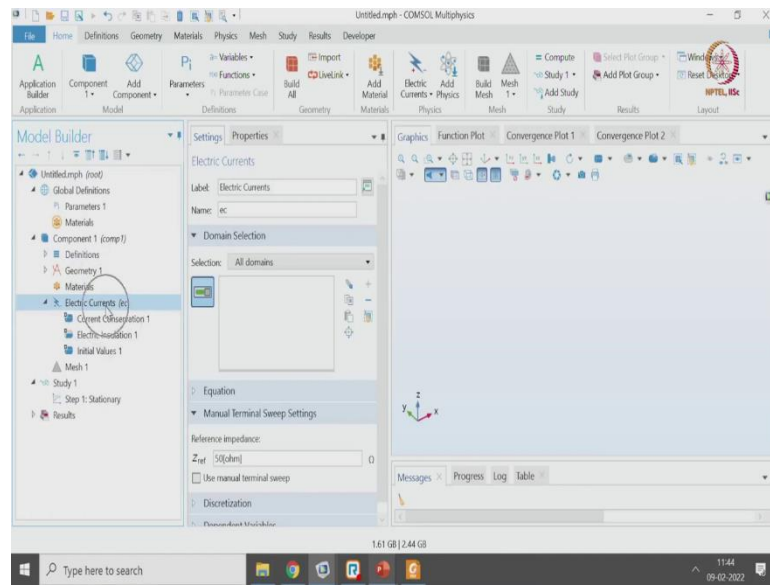 Untitled.mph - COMSOL Multiphysics
File Home Definitions Geometry Materials Physics Mesh Study Results Developer
Application Builder
Component 1
Add Component
Parameters
Variables
Functions
Parameter Case
Build All
Import
LiveLink
Add Material
Electric Currents
Add Physics
Build Mesh
Mesh 1
Compute
Study 1
Add Study
Select Plot Group
Add Plot Group
Reset Desktop
NPTEL, IISc
Application Model Definitions Geometry Materials Physics Mesh Study Results Layout
Model Builder
Untitled.mph (root)
Global Definitions
Parameters 1
Materials
Component 1 (comp1)
Definitions
Geometry 1
Materials
Electric Currents (ec)
Current Conservation 1
Electric Insulation 1
Initial Values 1
Mesh 1
Study 1
Step 1: Stationary
Results
Settings Properties
Electric Currents
Label: Electric Currents
Name: ec
Domain Selection
Selection: All domains
Equation
Manual Terminal Sweep Settings
Reference impedance:
Zref 50[ohm] Ω
Use manual terminal sweep
Discretization
Dependent Variables
Graphics Function Plot Convergence Plot 1 Convergence Plot 2
z
y x
Messages Progress Log Table
1.61 GB | 2.44 GB
Type here to search
11:44
09-02-2022